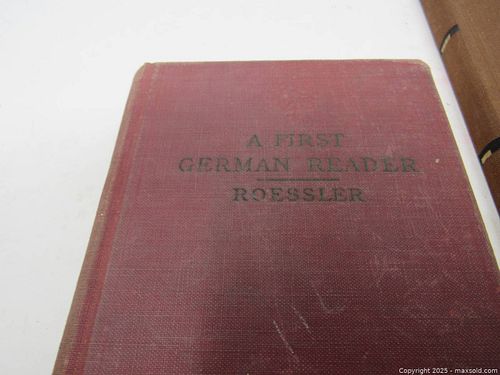 A FIRST
GERMAN READER
ROESSLER
Copyright © 2025 - maxsold.com